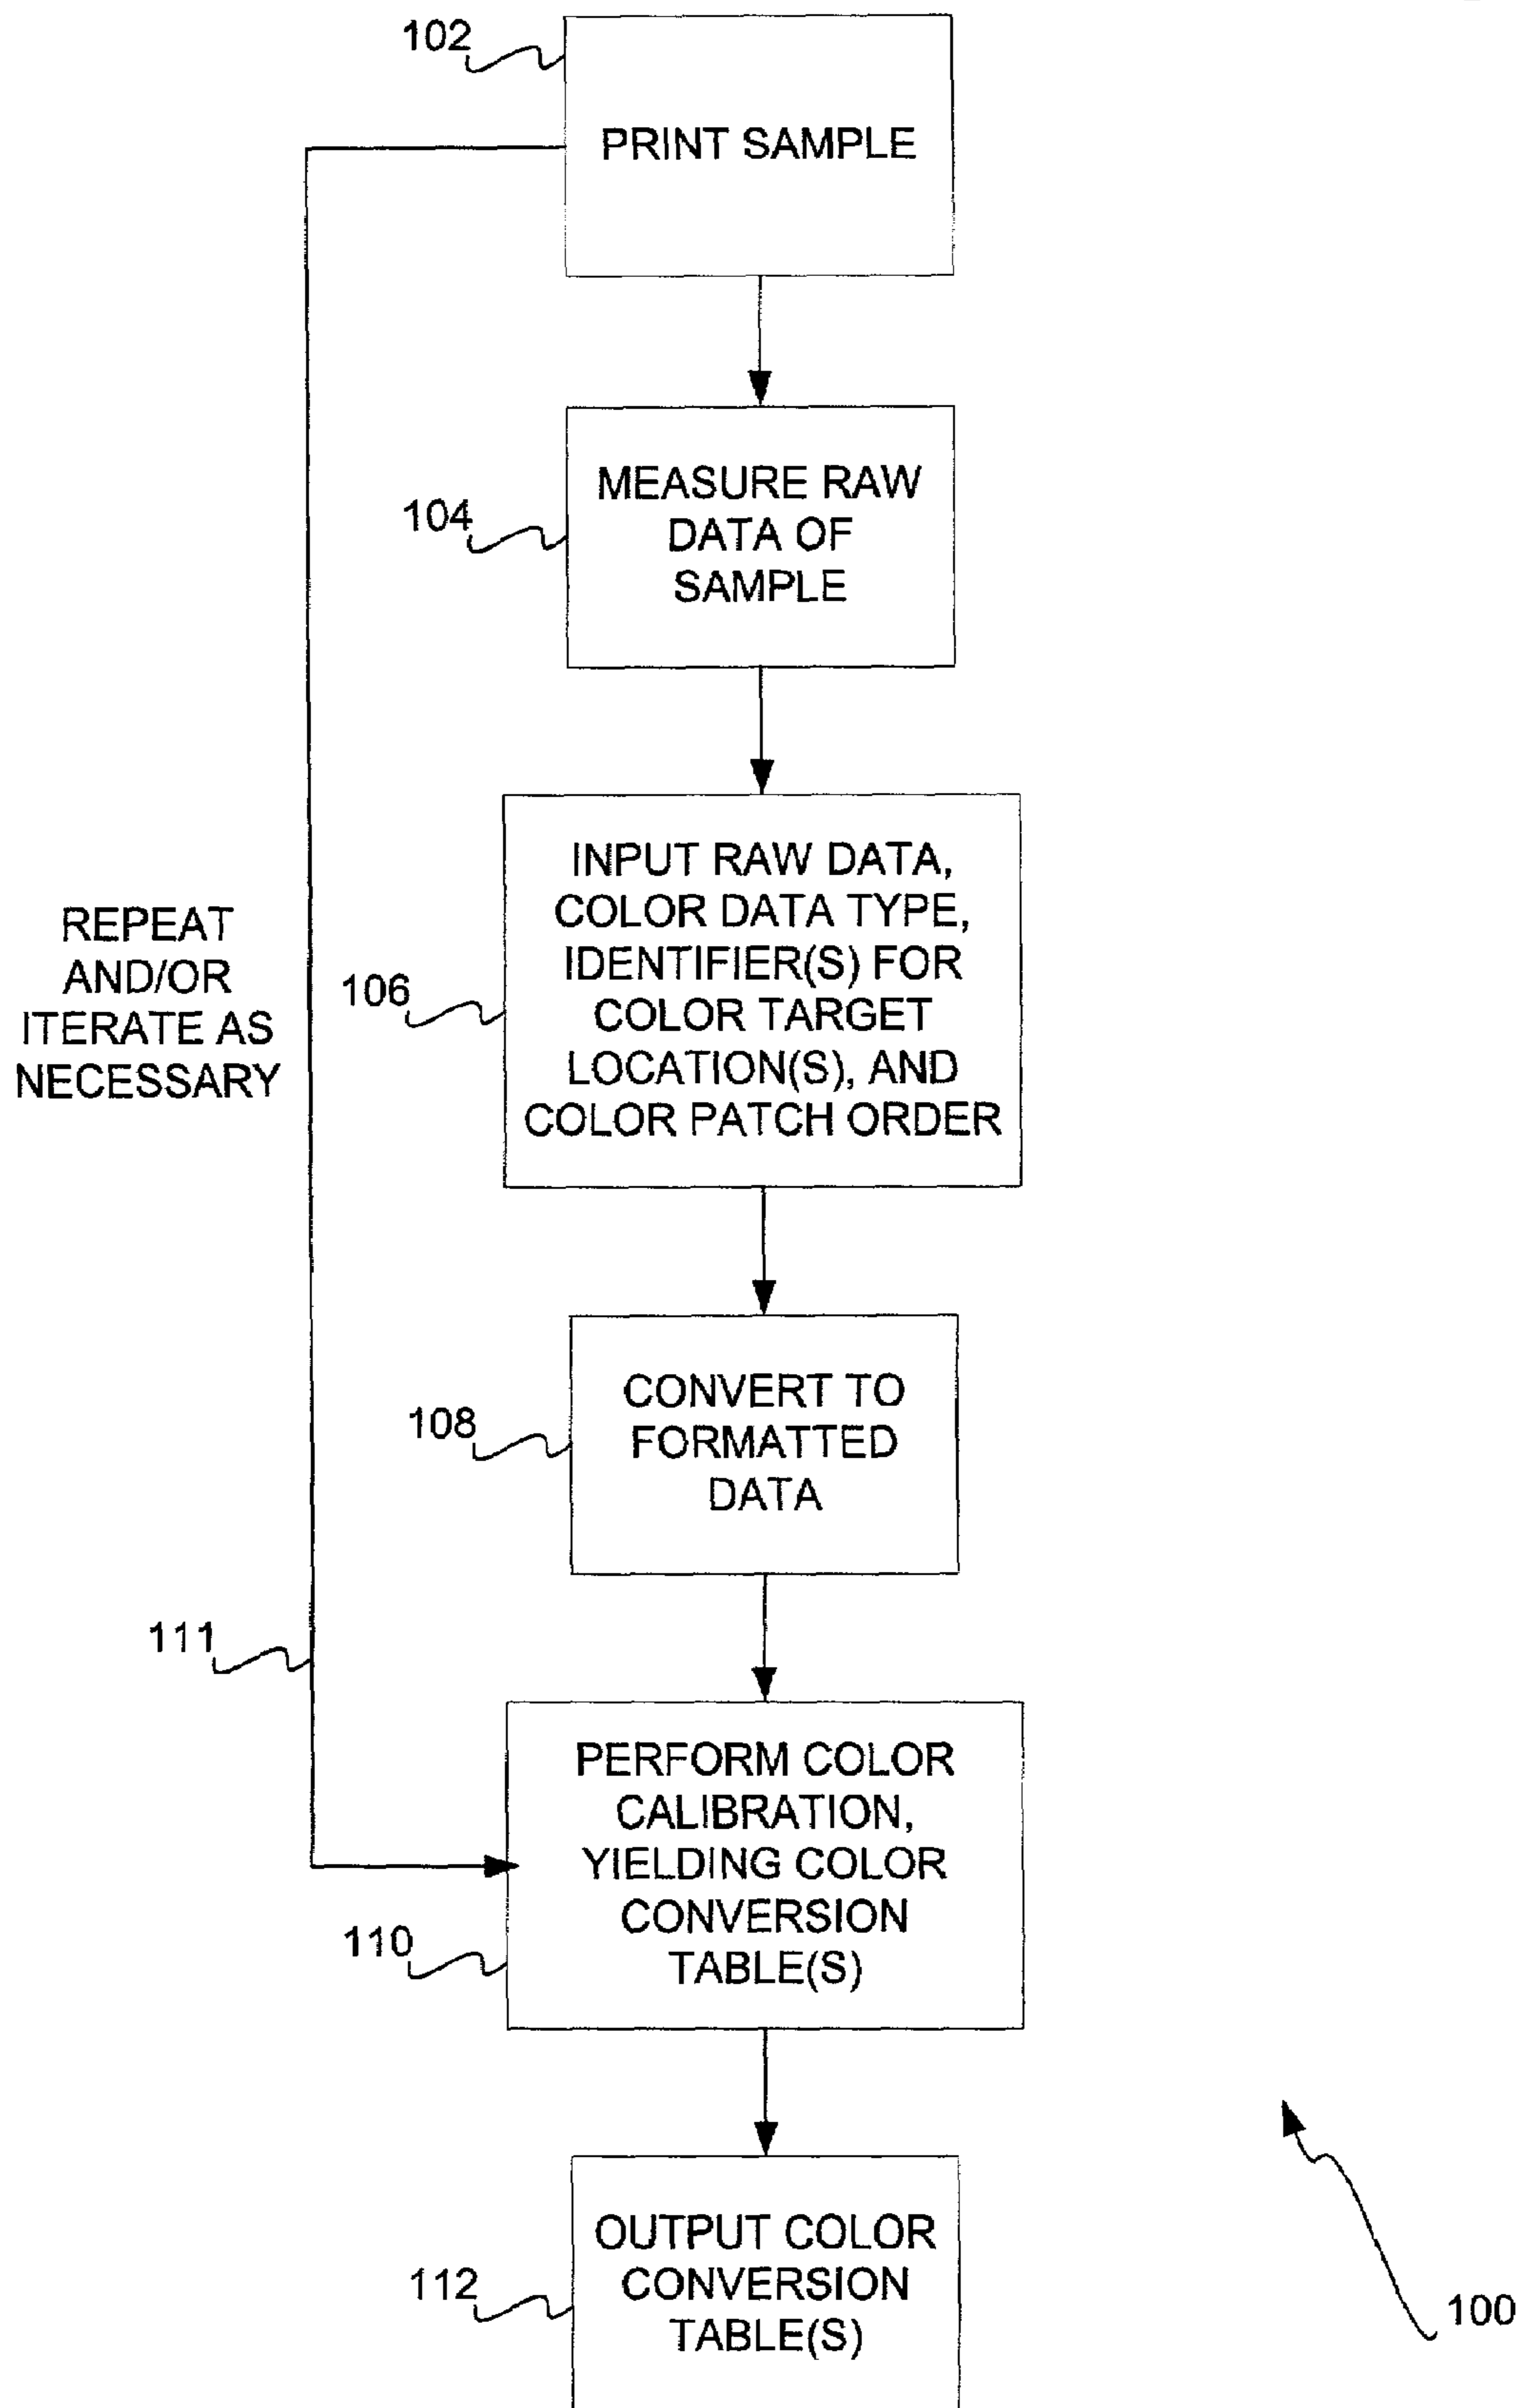 102
PRINT SAMPLE
104
MEASURE RAW
DATA OF
SAMPLE
REPEAT
AND/OR
ITERATE AS
NECESSARY
106
INPUT RAW DATA,
COLOR DATA TYPE,
IDENTIFIER(S) FOR
COLOR TARGET
LOCATION(S), AND
COLOR PATCH ORDER
108
CONVERT TO
FORMATTED
DATA
111
PERFORM COLOR
CALIBRATION,
YIELDING COLOR
CONVERSION
TABLE(S)
110
OUTPUT COLOR
CONVERSION
TABLE(S)
112
100